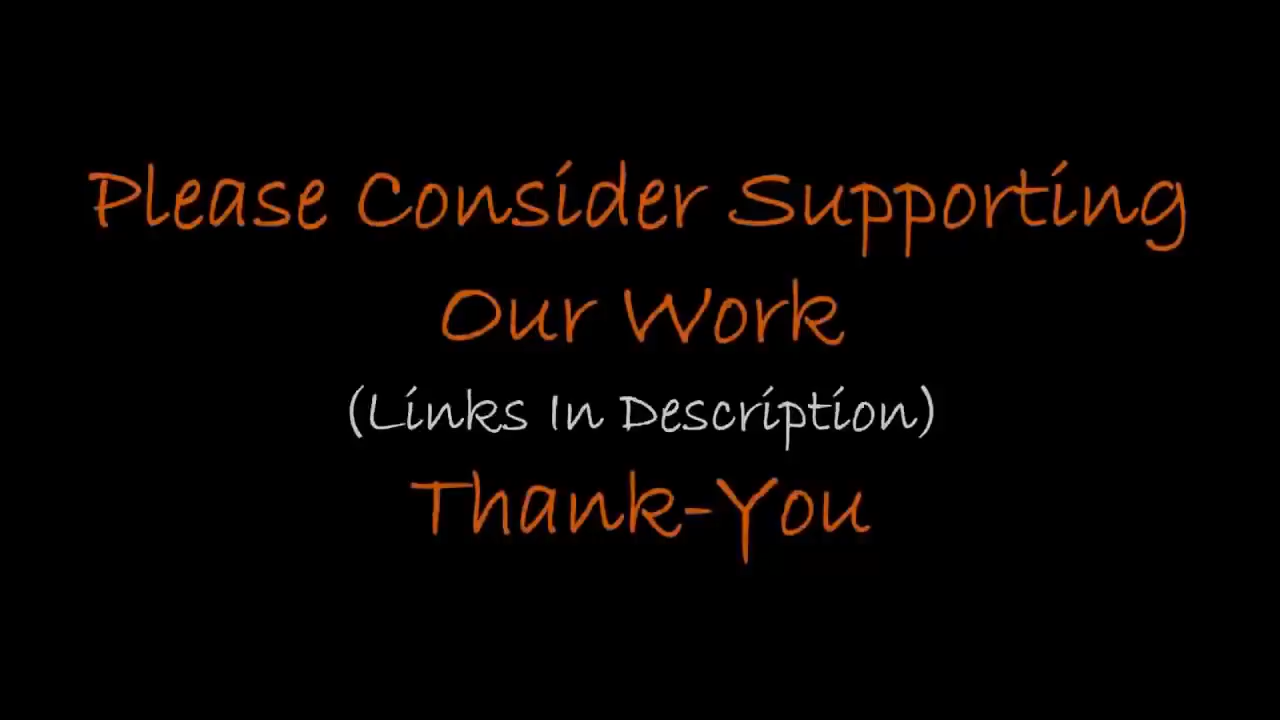 Please Consider Supporting
Our Work
(Links In Description)
Thank-You